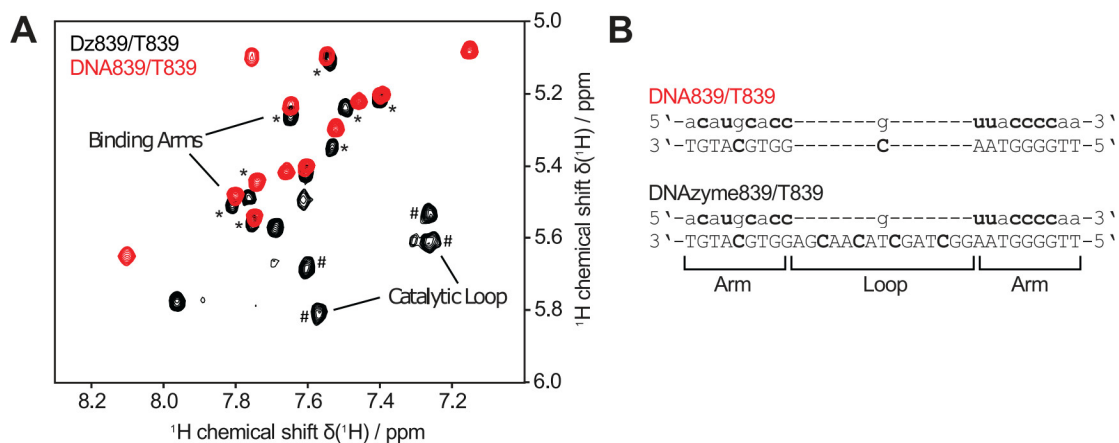 A
Dz839/T839
DNA839/T839
Binding Arms
*
*
*
*
*
*
*
*
#
#
#
#
Catalytic Loop
5.0
5.2
5.4
5.6
5.8
6.0
¹H chemical shift δ(¹H) / ppm
8.2 8.0 7.8 7.6 7.4 7.2
¹H chemical shift δ(¹H) / ppm
B
DNA839/T839
5‘-acaugcacc-------g-------uuaccccaa-3‘
3‘-TGTACGTGG-------C-------AATGGGGTT-5‘
DNAzyme839/T839
5‘-acaugcacc-------g-------uuaccccaa-3‘
3‘-TGTACGTGGAGCAACATCGATCGGAATGGGGTT-5‘
Arm Loop Arm